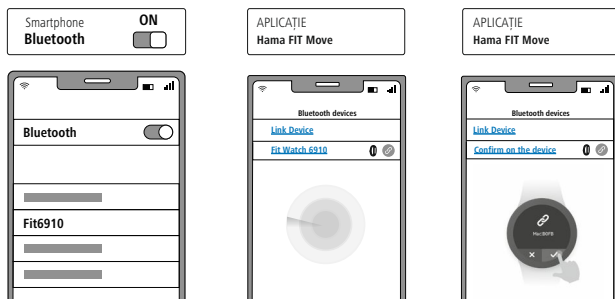 Smartphone
Bluetooth
ON
APLICAȚIE
Hama FIT Move
APLICAȚIE
Hama FIT Move
Bluetooth
Fit6910
Bluetooth devices
Link Device
Fit Watch 6910
Bluetooth devices
Link Device
Confirm on the device